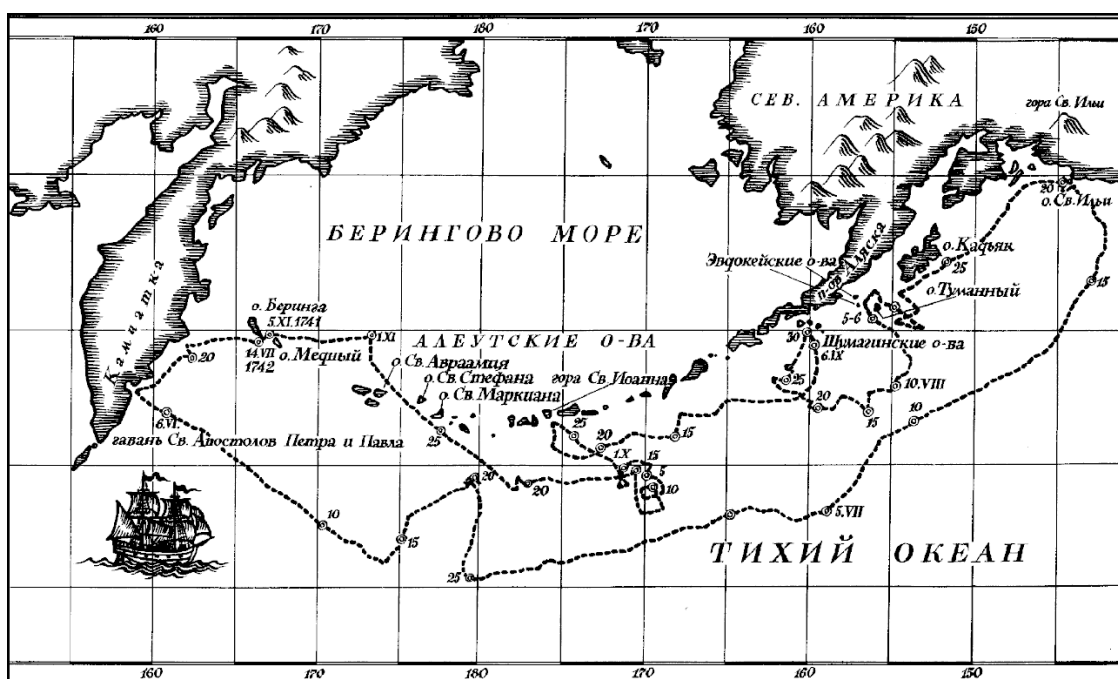 160
170
180
170
160
150
СЕВ. АМЕРИКА
гора Св. Ильи
20
о. Св. Ильи
БЕРИНГОВО МОРЕ
о. Кадьяк
25
15
Эвдокейские о-ва
п-ов Аляска
о. Туманный
Камчатка
о. Беринга
5.XI.1741
1.XI
5-6
30
Шумагинские о-ва
6.IX
20
14.VII
1742
о. Медный
АЛЕУТСКИЕ О-ВА
о. Св. Авраамия
о. Св. Стефана
гора Св. Иоанна
о. Св. Маркиана
25
10.VIII
20
15
10
6.VI.
гавань Св. Апостолов Петра и Павла
25
25
20
15
1.X
15
5
10
20
20
10
15
5.VII
25
ТИХИЙ ОКЕАН
160
170
180
170
160
150